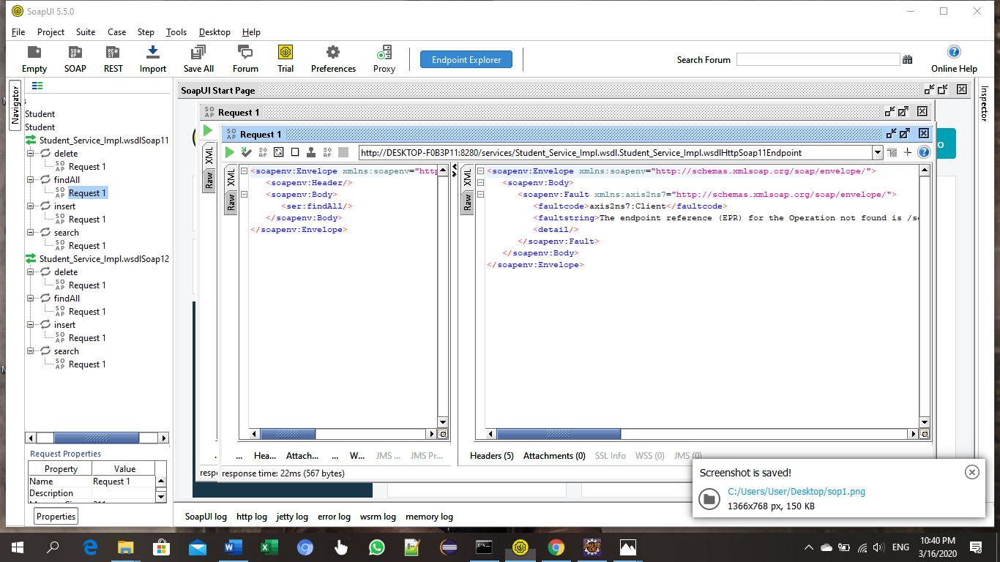 SoapUI 5.5.0
File Project Suite Case Step Tools Desktop Help
Empty SOAP REST Import Save All Forum Trial Preferences Proxy Endpoint Explorer Search Forum Online Help
Navigator
Student
Student
Student_Service_Impl.wsdlSoap11
delete
Request 1
findAll
Request 1
insert
Request 1
search
Request 1
Student_Service_Impl.wsdlSoap12
delete
Request 1
findAll
Request 1
insert
Request 1
search
Request 1
Request Properties
Property Value
Name Request 1
Description
Properties
SoapUI Start Page
Request 1
XML
Raw
Request 1
http://DESKTOP-F0B3P11:8280/services/Student_Service_Impl.wsdl.Student_Service_Impl.wsdlHttpSoap11Endpoint
XML
Raw
<soapenv:Envelope xmlns:soapenv="http
<soapenv:Header/>
<soapenv:Body>
<ser:findAll/>
</soapenv:Body>
</soapenv:Envelope>
XML
Raw
<soapenv:Envelope xmlns:soapenv="http://schemas.xmlsoap.org/soap/envelope/">
<soapenv:Body>
<soapenv:Fault xmlns:axis2ns7="http://schemas.xmlsoap.org/soap/envelope/">
<faultcode>axis2ns7:Client</faultcode>
<faultstring>The endpoint reference (EPR) for the Operation not found is /se
<detail/>
</soapenv:Fault>
</soapenv:Body>
</soapenv:Envelope>
... Hea... Attach... ... W... JMS ... JMS Pr...
Headers (5) Attachments (0) SSL Info WSS (0) JMS (0)
respo
response time: 22ms (567 bytes)
Inspector
SoapUI log http log jetty log error log wsrm log memory log
Screenshot is saved!
C:/Users/User/Desktop/sop1.png
1366x768 px, 150 KB
ENG
10:40 PM
3/16/2020